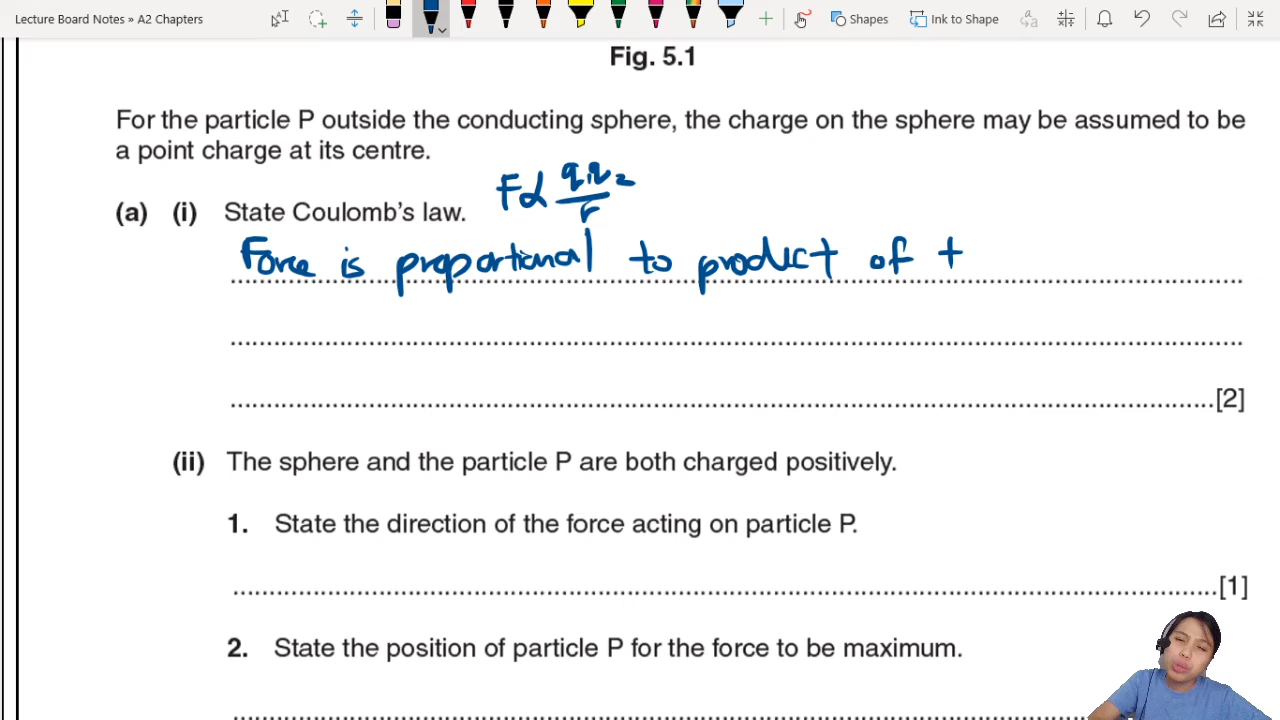 Lecture Board Notes » A2 Chapters
Shapes
Ink to Shape
Fig. 5.1
For the particle P outside the conducting sphere, the charge on the sphere may be assumed to be
a point charge at its centre.
F∝ q₁q₂/r
(a) (i) State Coulomb's law.
Force is proportional to product of t
[2]
(ii) The sphere and the particle P are both charged positively.
1. State the direction of the force acting on particle P.
[1]
2. State the position of particle P for the force to be maximum.